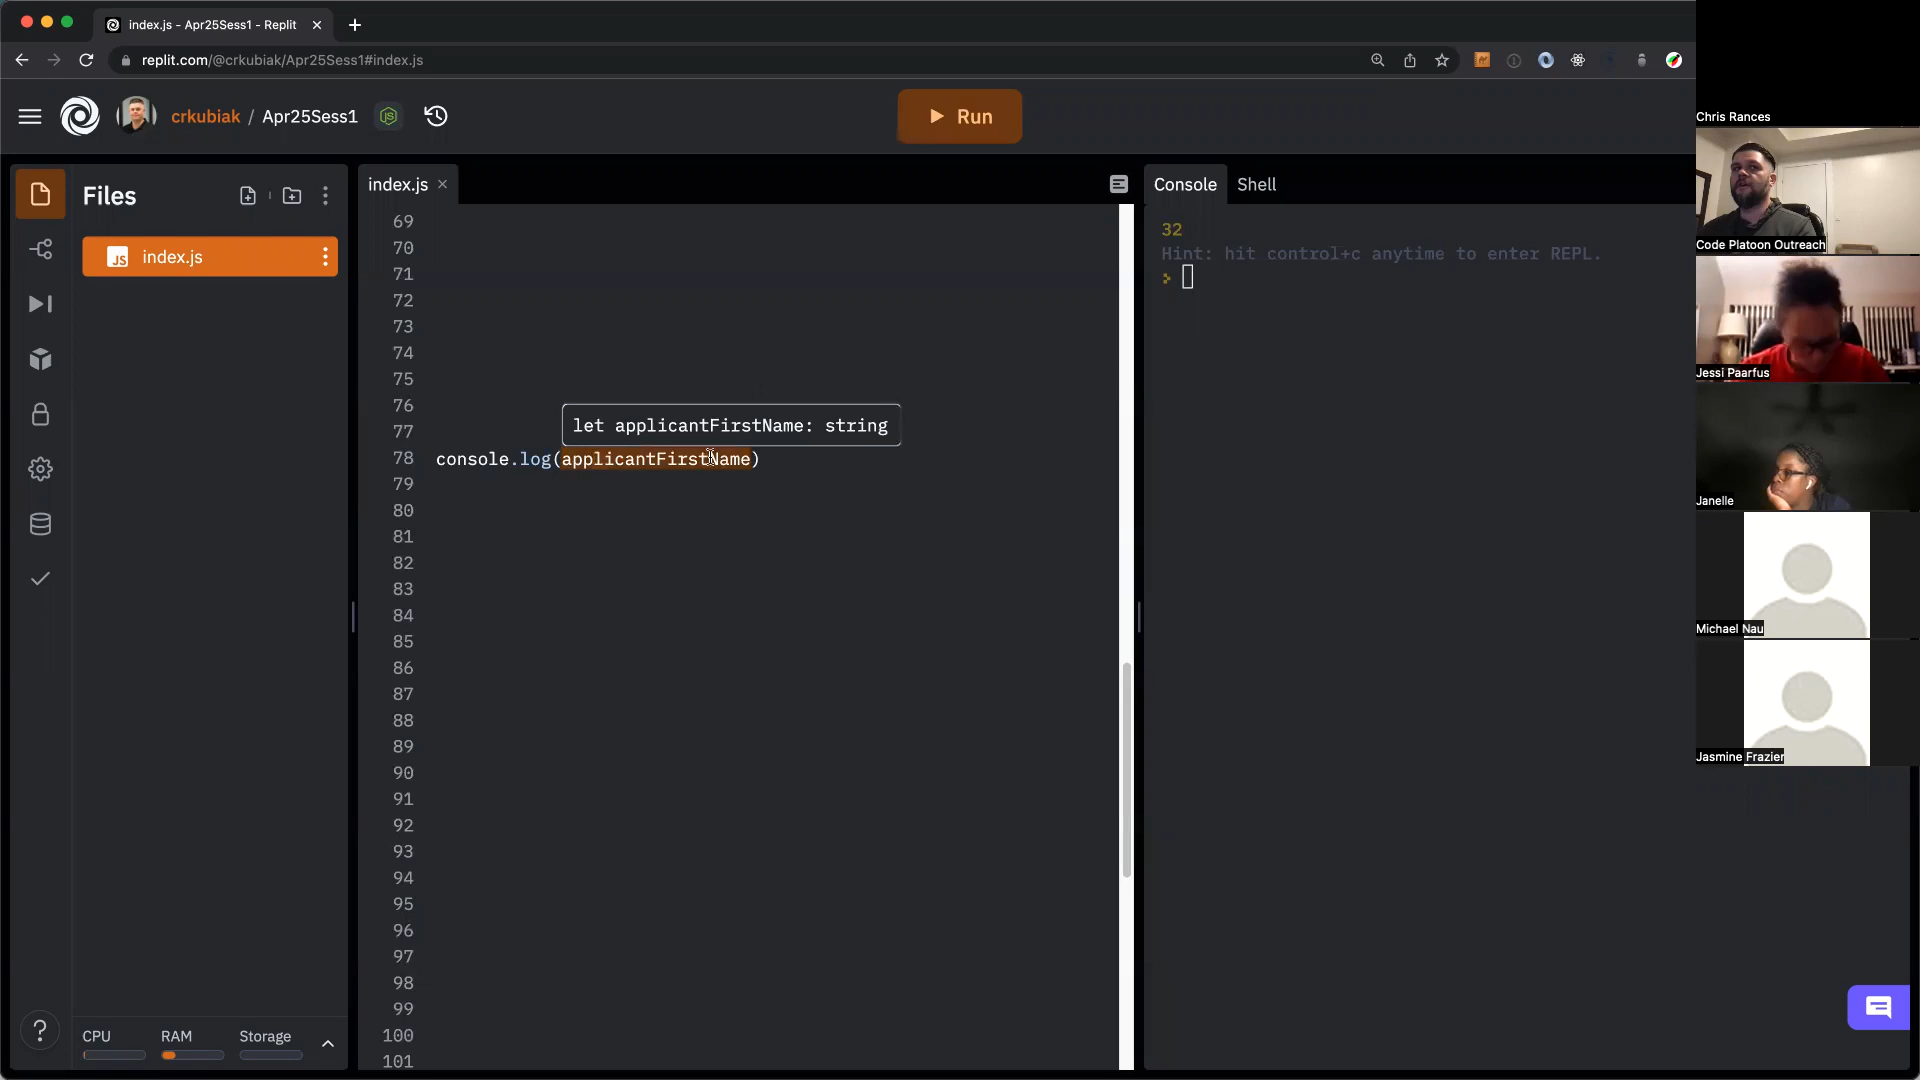 index.js - Apr25Sess1 - Replit
replit.com/@crkubiak/Apr25Sess1#index.js
crkubiak / Apr25Sess1
Run
Files
index.js
index.js
Console
Shell
JS
index.js
69
70
71
72
73
74
75
76
77
let applicantFirstName: string
78 console.log(applicantFirstName)
79
80
81
82
83
84
85
86
87
88
89
90
91
92
93
94
95
96
97
98
99
100
101
32
Hint: hit control+c anytime to enter REPL.
CPU
RAM
Storage
?
Chris Rances
Code Platoon Outreach
Jessi Paarfus
Janelle
Michael Nau
Jasmine Frazier